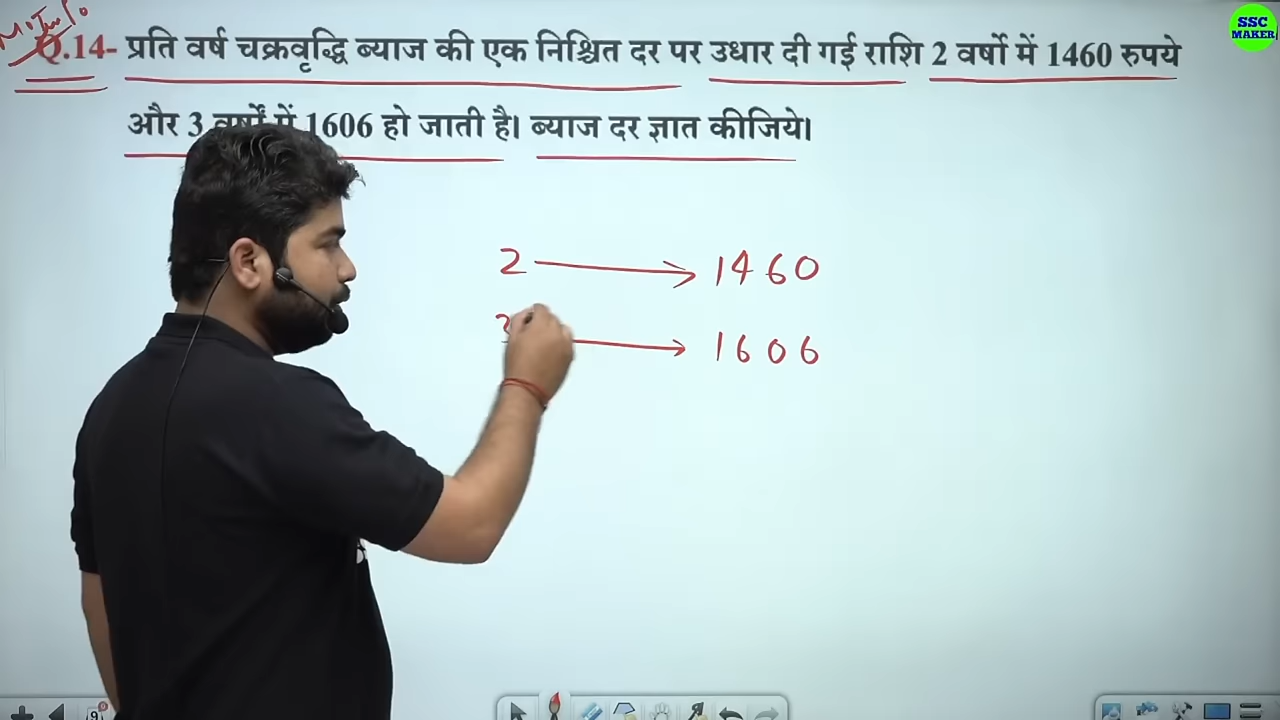 Q.14- प्रति वर्ष चक्रवृद्धि ब्याज की एक निश्चित दर पर उधार दी गई राशि 2 वर्षो में 1460 रुपये
और 3 वर्षों में 1606 हो जाती है। ब्याज दर ज्ञात कीजिये।
SSC
MAKER
2 → 1460
3 → 1606